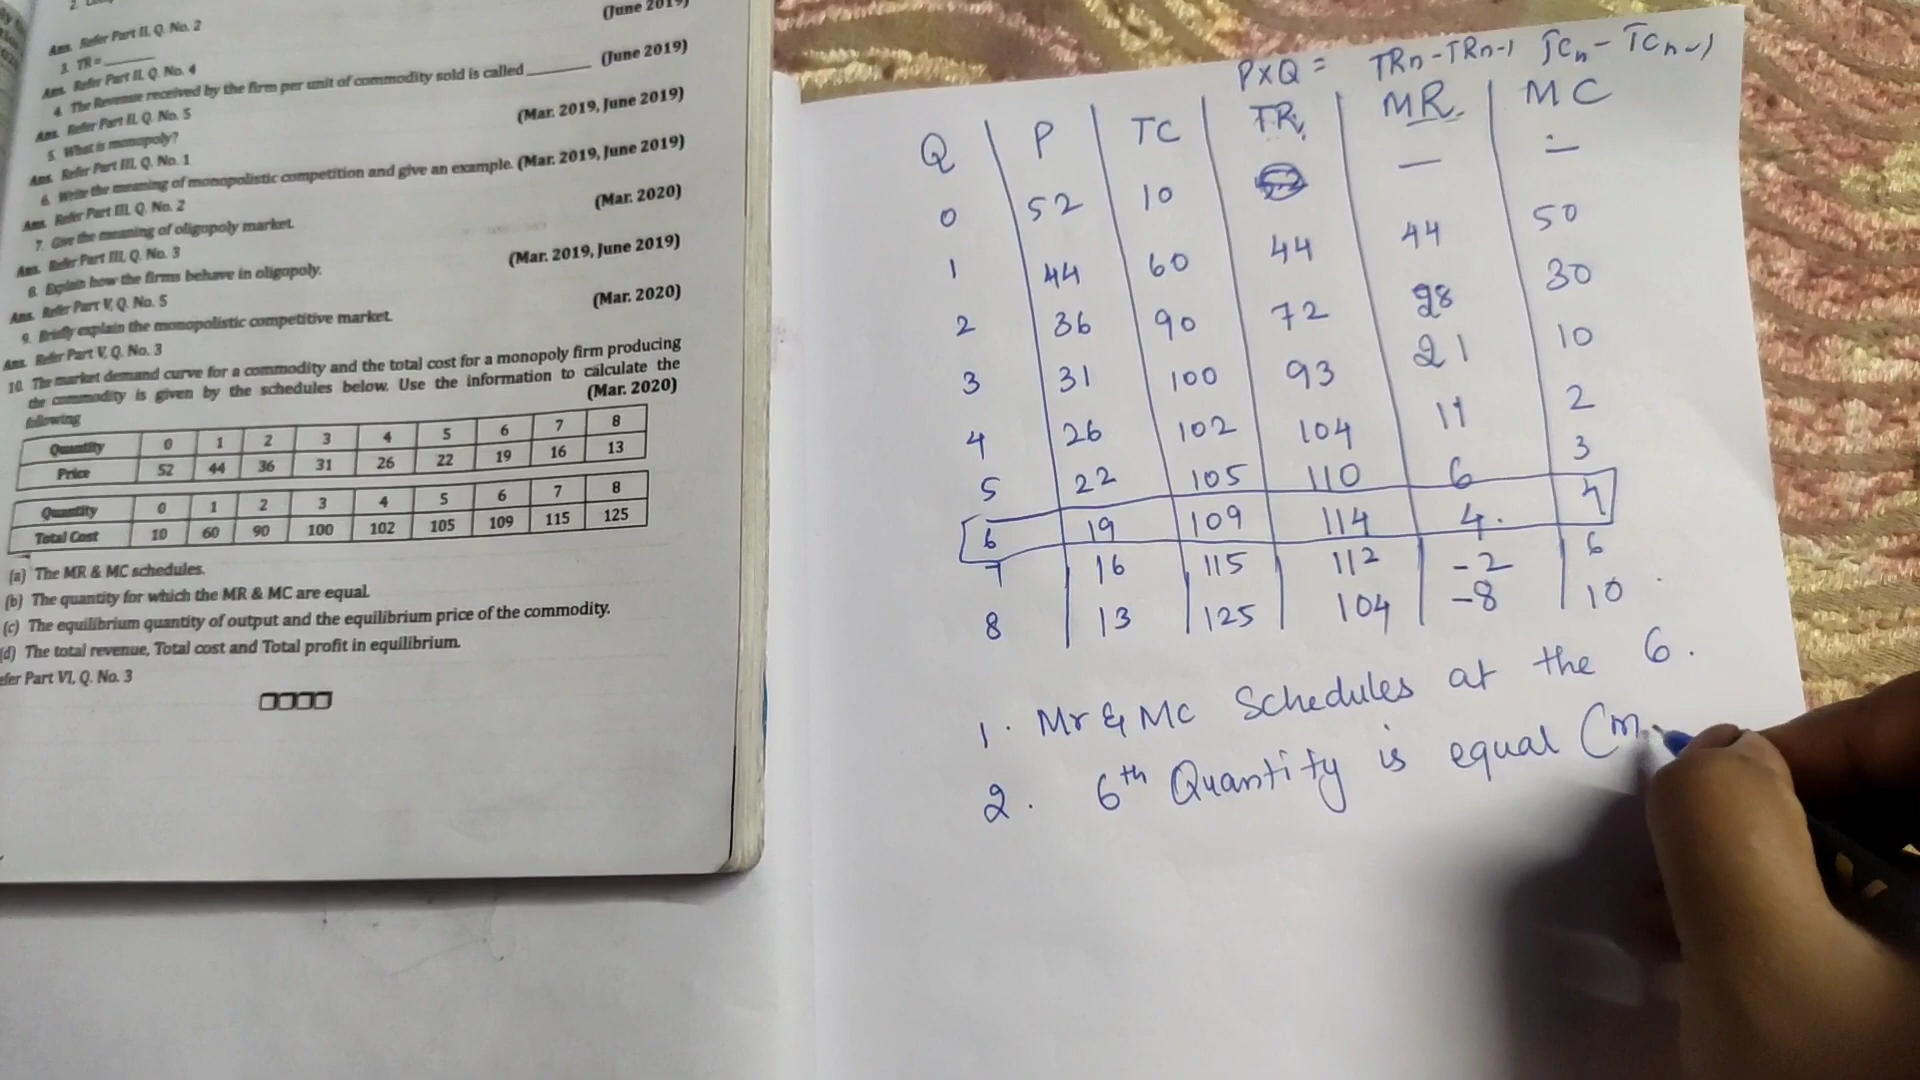 (June 2019)
Ans. Refer Part II, Q. No. 2
3. TR = ______
Ans. Refer Part II, Q. No. 4
(June 2019)
4. The Revenue received by the firm per unit of commodity sold is called ______
Ans. Refer Part II, Q. No. 5
(Mar. 2019, June 2019)
5. What is monopoly?
Ans. Refer Part III, Q. No. 1
6. Write the meaning of monopolistic competition and give an example. (Mar. 2019, June 2019)
Ans. Refer Part III, Q. No. 2
(Mar. 2020)
7. Give the meaning of oligopoly market.
Ans. Refer Part III, Q. No. 3
(Mar. 2019, June 2019)
8. Explain how the firms behave in oligopoly.
Ans. Refer Part V, Q. No. 5
(Mar. 2020)
9. Briefly explain the monopolistic competitive market.
Ans. Refer Part V, Q. No. 3
10. The market demand curve for a commodity and the total cost for a monopoly firm producing
the commodity is given by the schedules below. Use the information to calculate the
following (Mar. 2020)
Quantity 0 1 2 3 4 5 6 7 8
Price 52 44 36 31 26 22 19 16 13
Quantity 0 1 2 3 4 5 6 7 8
Total Cost 10 60 90 100 102 105 109 115 125
(a) The MR & MC schedules.
(b) The quantity for which the MR & MC are equal.
(c) The equilibrium quantity of output and the equilibrium price of the commodity.
(d) The total revenue, Total cost and Total profit in equilibrium.
efer Part VI, Q. No. 3
P×Q = TRn-TRn-1 TCn - TCn-1
Q P TC TR MR MC
0 52 10 — —
1 44 60 44 44 50
2 36 90 72 28 30
3 31 100 93 21 10
4 26 102 104 11 2
5 22 105 110 6 3
6 19 109 114 4. 4
7 16 115 112 -2 6
8 13 125 104 -8 10
1. Mr & MC Schedules at the 6.
2. 6th Quantity is equal (m